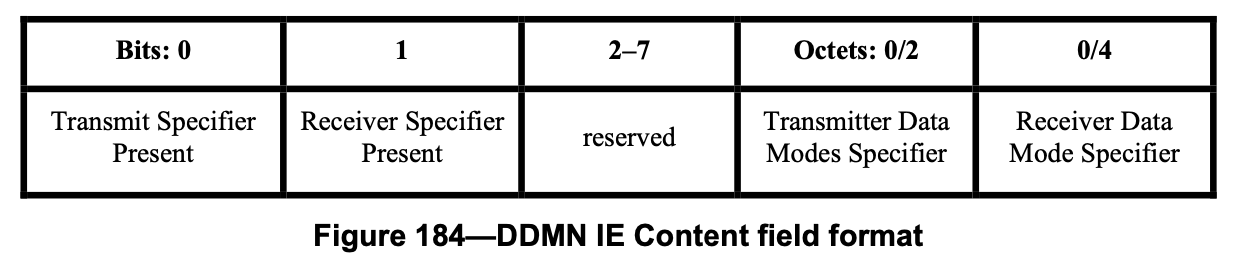 Bits: 0 1 2–7 Octets: 0/2 0/4
Transmit Specifier Present Receiver Specifier Present reserved Transmitter Data Modes Specifier Receiver Data Mode Specifier
Figure 184—DDMN IE Content field format